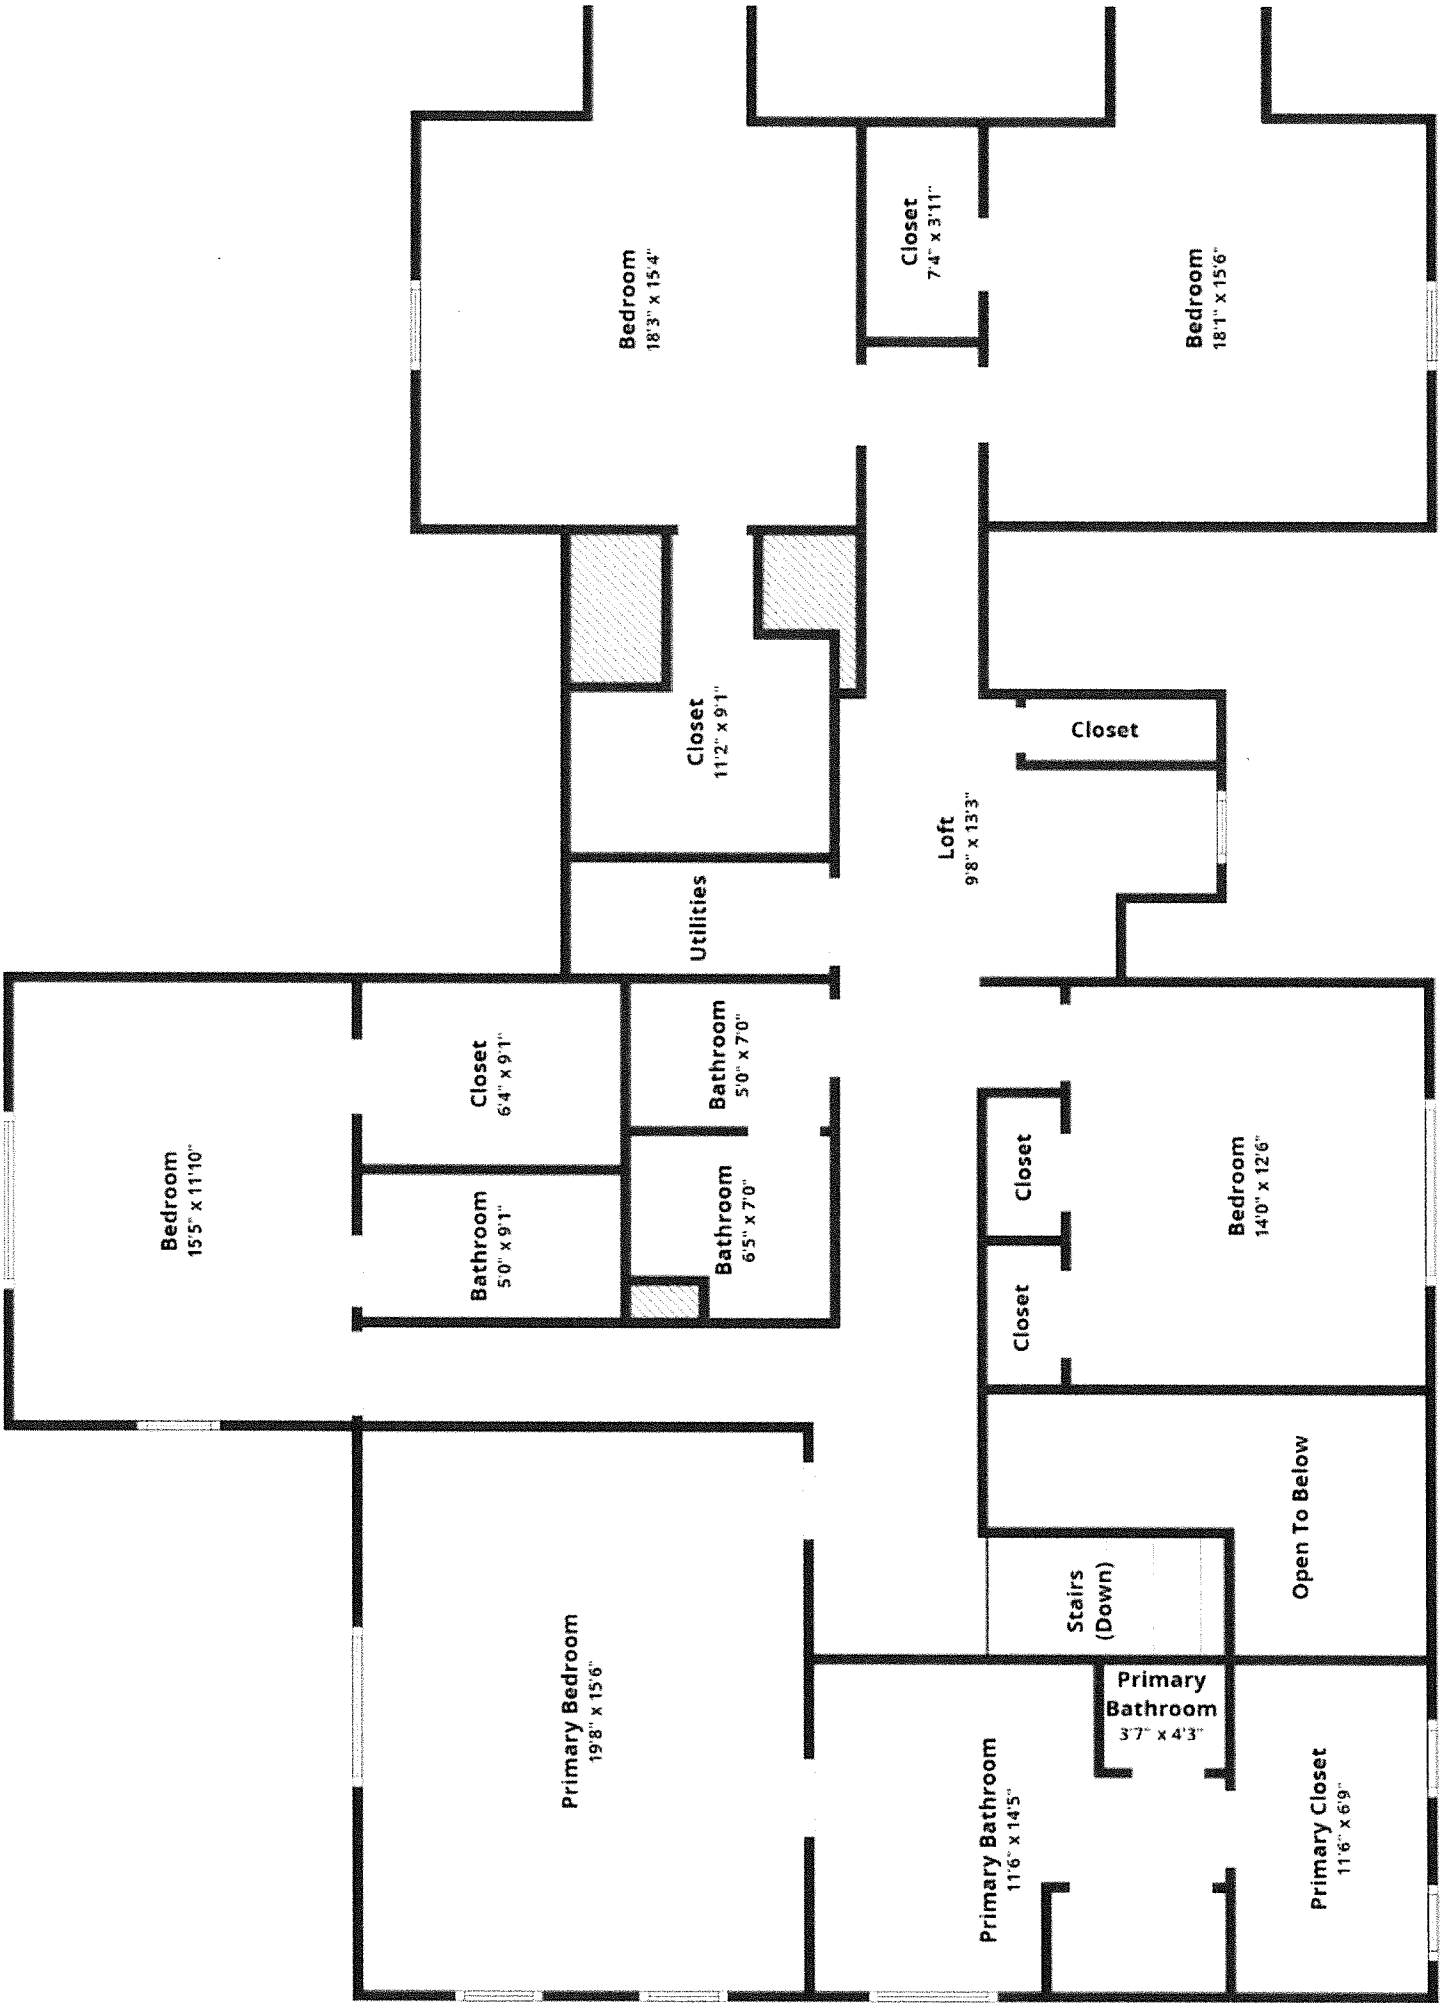 Bedroom
18'3" x 15'4"
Closet
7'4" x 3'11"
Bedroom
18'1" x 15'6"
Closet
11'2" x 9'1"
Closet
Loft
9'8" x 13'3"
Utilities
Bedroom
15'5" x 11'10"
Closet
6'4" x 9'1"
Bathroom
5'0" x 7'0"
Bathroom
5'0" x 9'1"
Bathroom
6'5" x 7'0"
Closet
Closet
Bedroom
14'0" x 12'6"
Open To Below
Stairs
(Down)
Primary Bedroom
19'8" x 15'6"
Primary
Bathroom
3'7" x 4'3"
Primary Bathroom
11'6" x 14'5"
Primary Closet
11'6" x 6'9"